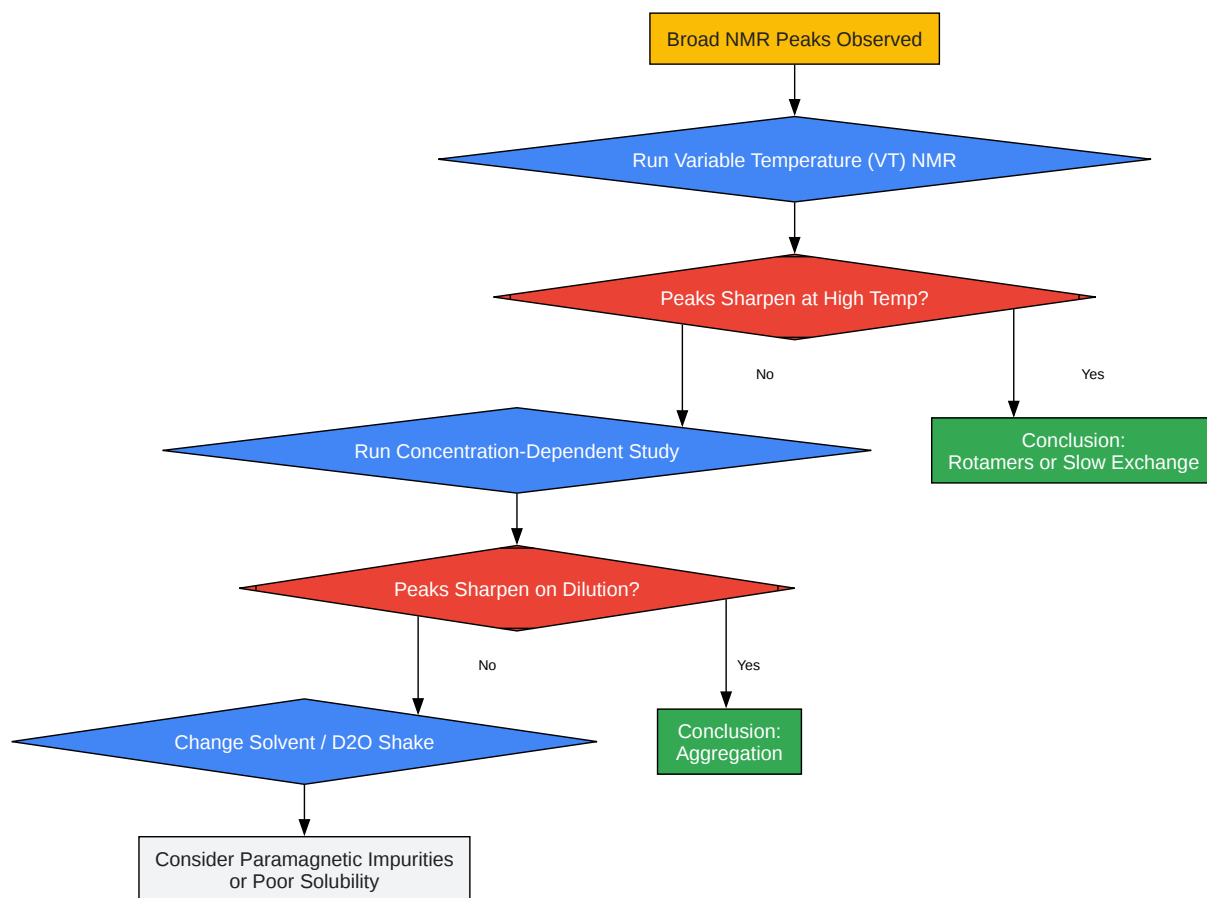 Broad NMR Peaks Observed
Run Variable Temperature (VT) NMR
Peaks Sharpen at High Temp?
No
Yes
Run Concentration-Dependent Study
Conclusion:
Rotamers or Slow Exchange
Peaks Sharpen on Dilution?
No
Yes
Change Solvent / D2O Shake
Conclusion:
Aggregation
Consider Paramagnetic Impurities
or Poor Solubility